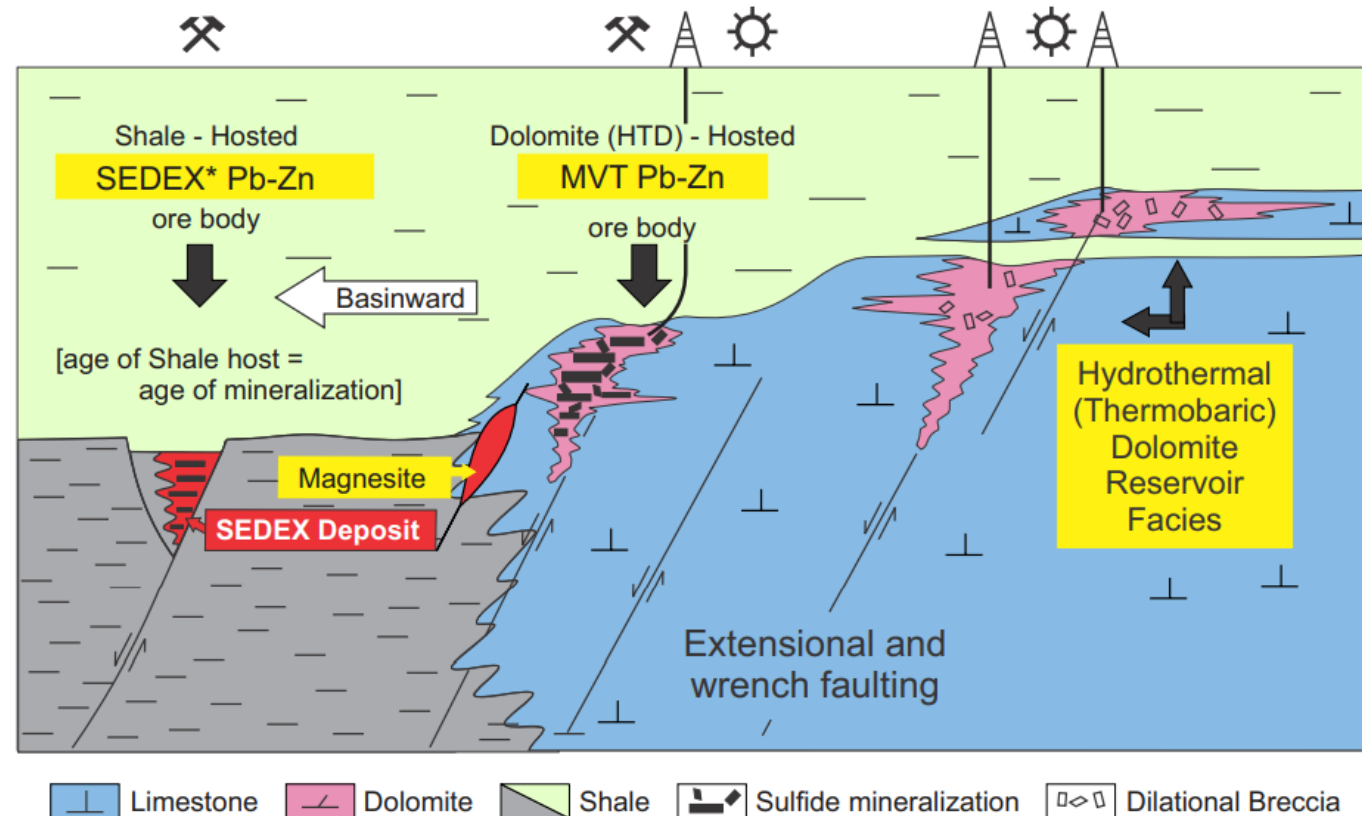 Shale - Hosted
SEDEX* Pb-Zn
ore body
Dolomite (HTD) - Hosted
MVT Pb-Zn
ore body
Basinward
[age of Shale host =
age of mineralization]
Magnesite
SEDEX Deposit
Hydrothermal
(Thermobaric)
Dolomite
Reservoir
Facies
Extensional and
wrench faulting
Limestone
Dolomite
Shale
Sulfide mineralization
Dilational Breccia